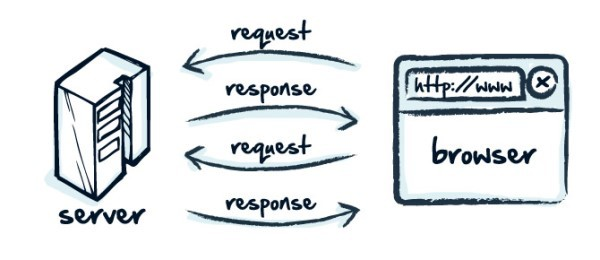 request
response
http://www
request
browser
response
server